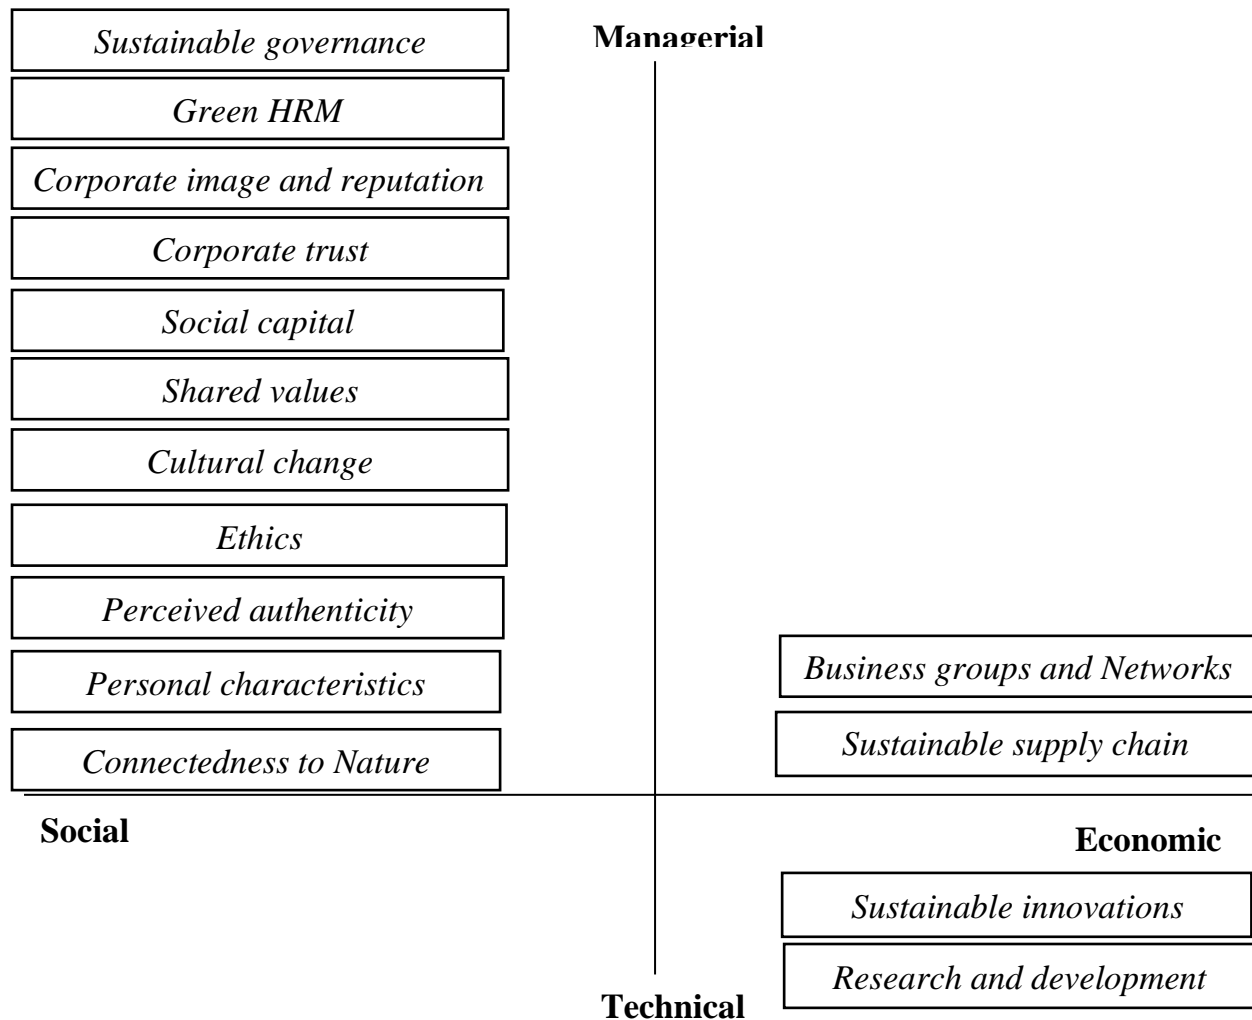 Managerial
Sustainable governance
Green HRM
Corporate image and reputation
Corporate trust
Social capital
Shared values
Cultural change
Ethics
Perceived authenticity
Personal characteristics
Connectedness to Nature
Business groups and Networks
Sustainable supply chain
Social
Economic
Sustainable innovations
Research and development
Technical